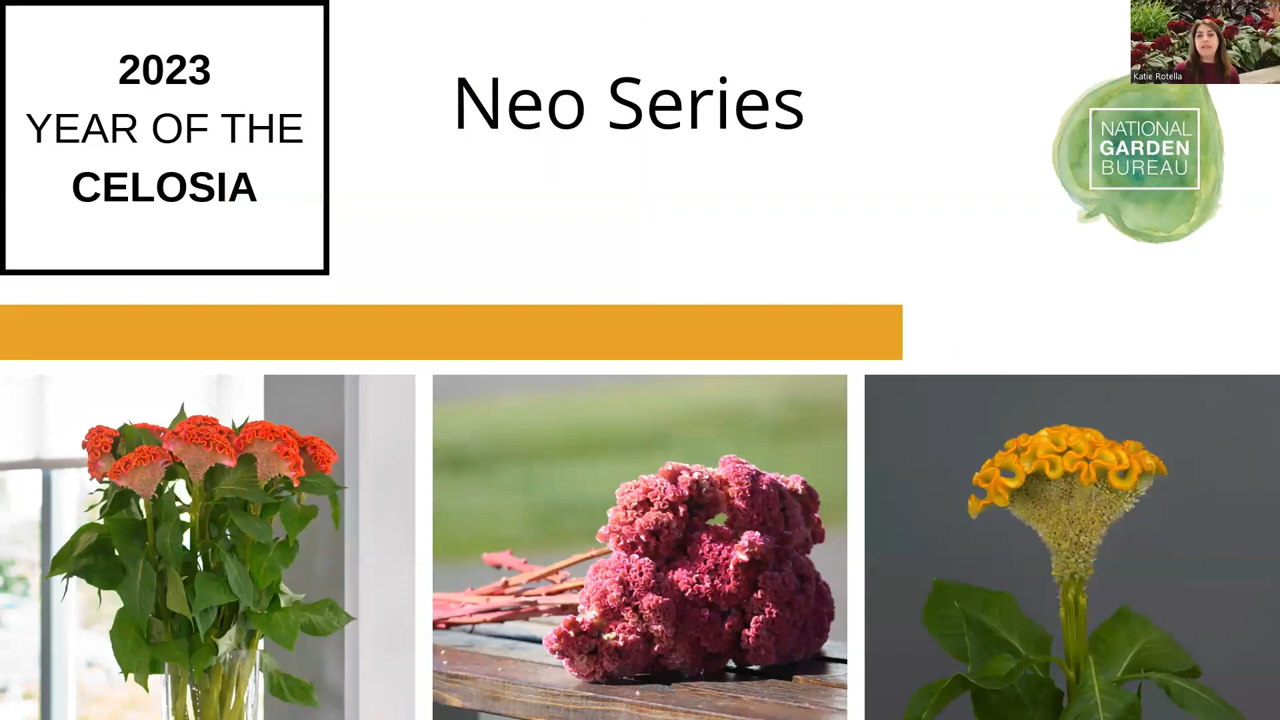 2023
YEAR OF THE
CELOSIA
Neo Series
Katie Rotella
NATIONAL
GARDEN
BUREAU